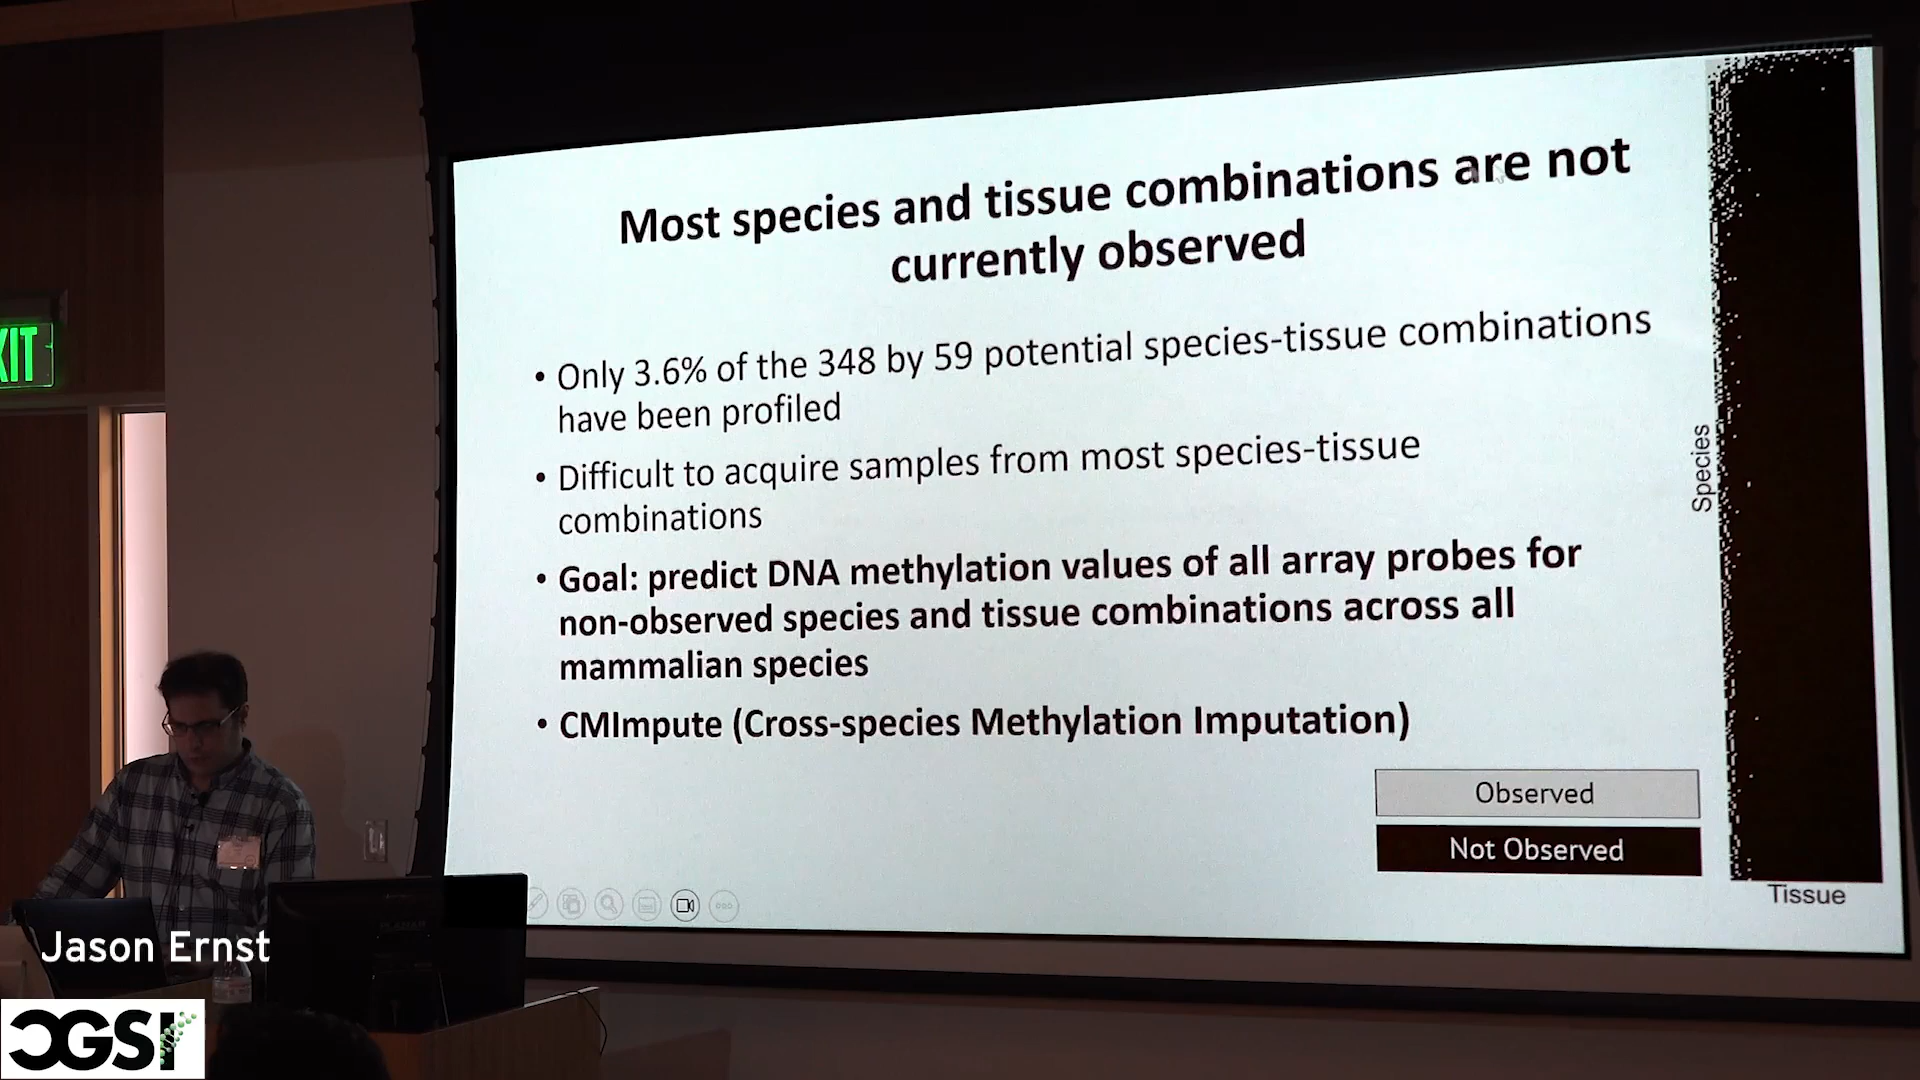 Most species and tissue combinations are not
currently observed
• Only 3.6% of the 348 by 59 potential species-tissue combinations
have been profiled
• Difficult to acquire samples from most species-tissue
combinations
• Goal: predict DNA methylation values of all array probes for
non-observed species and tissue combinations across all
mammalian species
• CMImpute (Cross-species Methylation Imputation)
Species
Observed
Not Observed
Tissue
XIT
Jason Ernst
CGSI